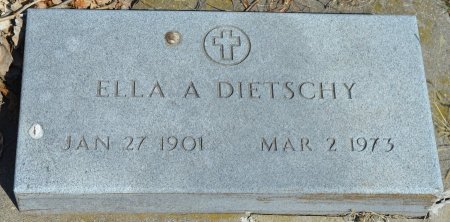 ELLA A DIETSCHY
JAN 27 1901 MAR 2 1973